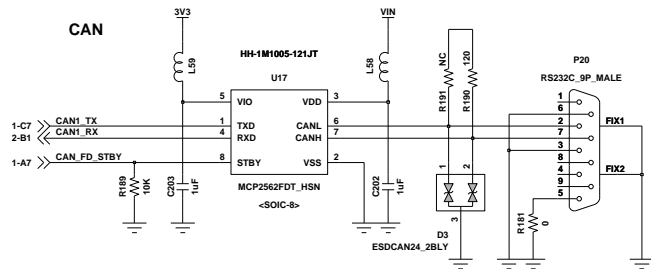 CAN
3V3
VIN
L59
HH-1M1005-121JT
L58
NC
120
R191
R190
U17
P20
RS232C_9P_MALE
5 VIO
VDD 3
1-C7 CAN1_TX 1 TXD
CANL 6
2-B1 CAN1_RX 4 RXD
CANH 7
1-A7 CAN_FD_STBY 8 STBY
VSS 2
R189
10K
C203
1uF
MCP2562FDT_HSN
<SOIC-8>
C202
1uF
1
2
3
D3
ESDCAN24_2BLY
1
6
2
7
3
8
4
9
5
FIX1
FIX2
R181
0